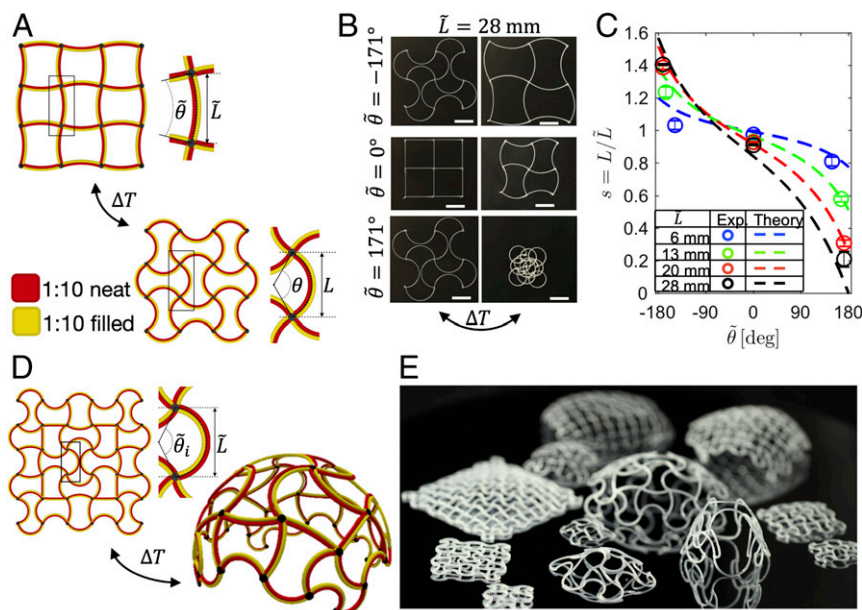 A
θ̃
L̃
ΔT
θ
L
1:10 neat
1:10 filled
B
L̃ = 28 mm
θ̃ = −171°
θ̃ = 0°
θ̃ = 171°
ΔT
C
s = L/L̃
1.6
1.4
1.2
1
0.8
0.6
0.4
0.2
0
L̃ Exp. Theory
6 mm
13 mm
20 mm
28 mm
-180 -90 0 90 180
θ̃ [deg]
D
θ̃i
L̃
ΔT
E